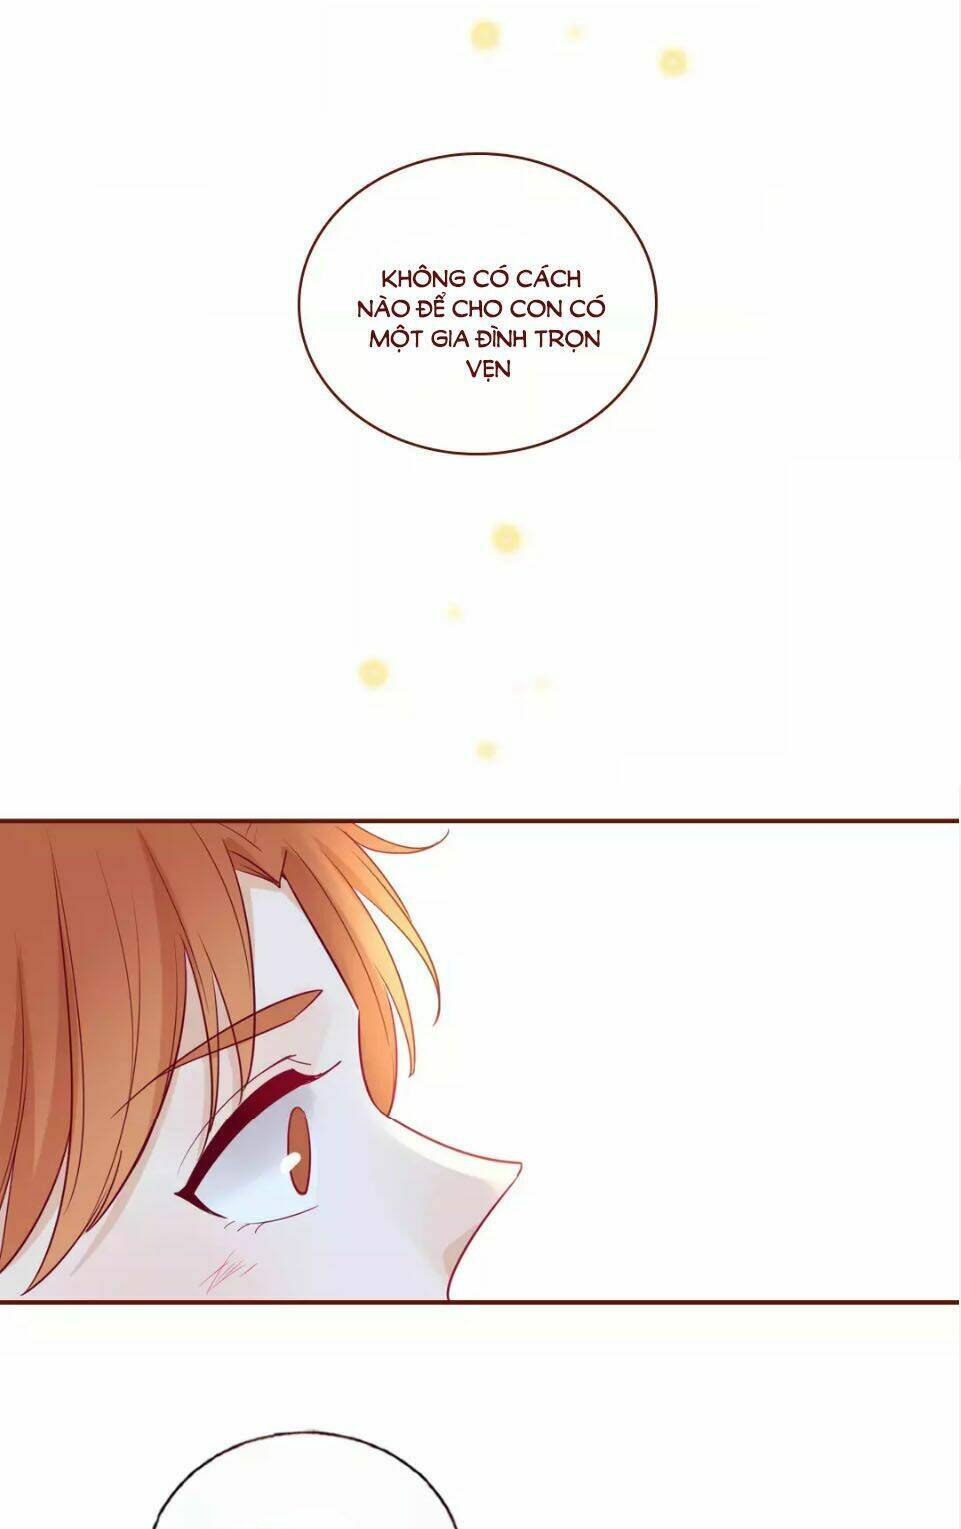 KHÔNG CÓ CÁCH
NÀO ĐỂ CHO CON CÓ
MỘT GIA ĐÌNH TRỌN
VẸN